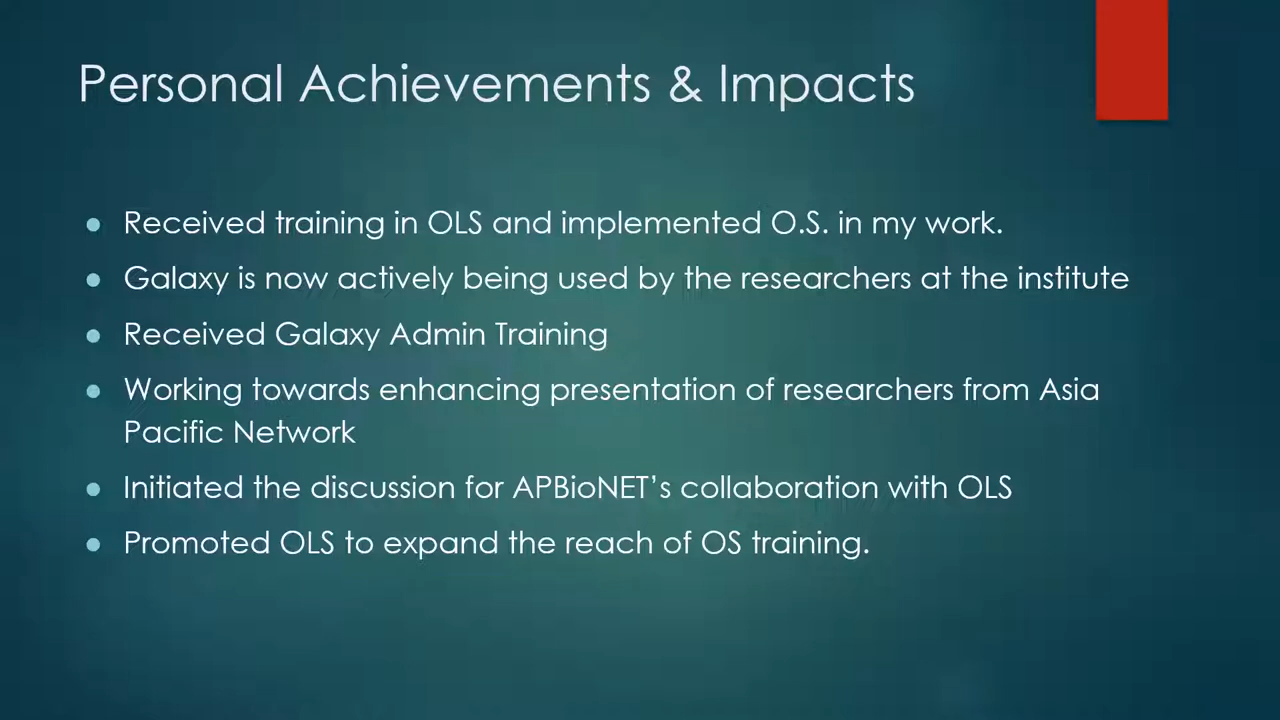 Personal Achievements & Impacts
● Received training in OLS and implemented O.S. in my work.
● Galaxy is now actively being used by the researchers at the institute
● Received Galaxy Admin Training
● Working towards enhancing presentation of researchers from Asia
Pacific Network
● Initiated the discussion for APBioNET’s collaboration with OLS
● Promoted OLS to expand the reach of OS training.